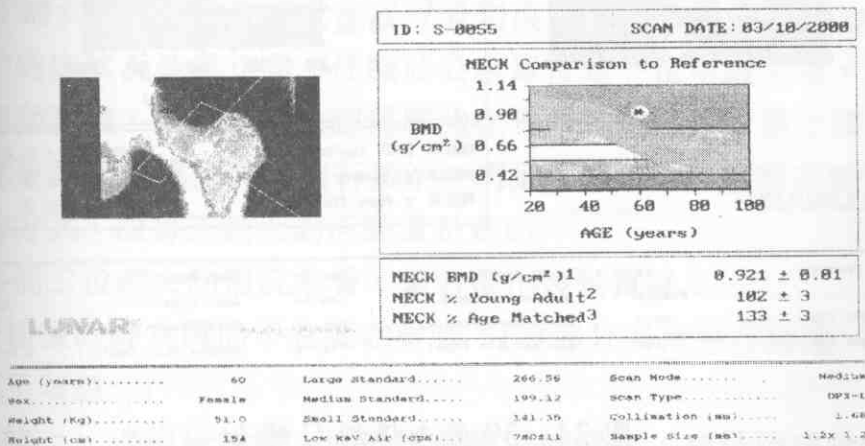 ID: S-0055 SCAN DATE: 03/10/2000
NECK Comparison to Reference
1.14
0.90
BMD
(g/cm²) 0.66
0.42
20 40 60 80 100
AGE (years)
NECK BMD (g/cm²)1 0.921 ± 0.01
NECK % Young Adult2 102 ± 3
NECK % Age Matched3 133 ± 3
LUNAR
Age (years)......... 60 Large Standard...... 266.56 Scan Mode Medium
Sex Female Medium Standard...... 199.12 Scan Type DPX-L
Weight (Kg) 51.0 Small Standard...... Collimation (mm)
Height (cm) 154 Low keV Air (cps) Sample Size (mm)